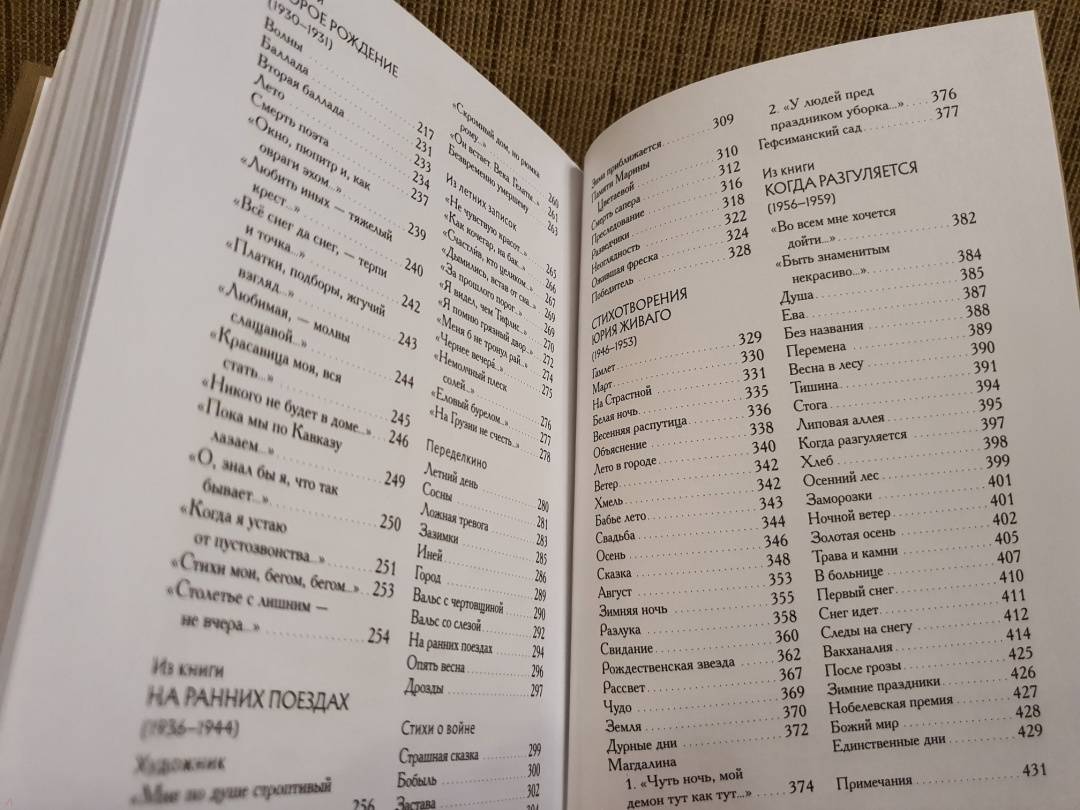 РОЕ РОЖДЕНИЕ
(1930–1931)
Волны 217
Баллада 231
Вторая баллада 233
Лето 234
Смерть поэта 237
«Окно, пюпитр и, как
овраги эхом...» 239
«Любить иных — тяжелый
крест...» 240
«Всё снег да снег, — терпи
и точка...» 242
«Платки, подборы, жгучий
взгляд...» 243
«Любимая, — молвы
слащавой...» 244
«Красавица моя, вся
стать...» 245
«Никого не будет в доме...» 246
«Пока мы по Кавказу
лазаем...» 249
«О, знал бы я, что так
бывает...» 250
«Когда я устаю
от пустозвонства...» 251
«Стихи мои, бегом, бегом...» 253
«Столетье с лишним —
не вчера...» 254
Из книги
НА РАННИХ ПОЕЗДАХ
(1936–1944)
Художник
«Мне по душе строптивый
256
«Скромный дом, но рюмка
рому...» 260
«Он встает. Века. Гелаты...» 261
Безвременно умершему 263
Из летних записок
«Не чувствую красот...» 265
«Как кочегар, на бак...» 266
«Счастлив, кто целиком...» 267
«Дымились, встав от сна...» 269
«За прошлого порог...» 269
«Я видел, чем Тифлис...» 270
«Я помню грязный двор...» 272
«Меня б не тронул рай...» 274
«Чернее вечера...» 275
«Немолчный плеск
солей...» 276
«Еловый бурелом...» 277
«На Грузии не счесть...» 278
Переделкино
Летний день 280
Сосны 281
Ложная тревога 283
Зазимки 285
Иней 286
Город 289
Вальс с чертовщиной 290
Вальс со слезой 292
На ранних поездах 294
Опять весна 296
Дрозды 297
Стихи о войне
Страшная сказка 299
Бобыль 300
Застава 302
304
Зима приближается 309
Памяти Марины
Цветаевой 310
Смерть сапера 312
Преследование 316
Разведчики 318
Неоглядность 322
Ожившая фреска 324
Победитель 328
СТИХОТВОРЕНИЯ
ЮРИЯ ЖИВАГО
(1946–1953)
Гамлет 329
Март 330
На Страстной 331
Белая ночь 335
Весенняя распутица 336
Объяснение 338
Лето в городе 340
Ветер 342
Хмель 342
Бабье лето 343
Свадьба 344
Осень 346
Сказка 348
Август 353
Зимняя ночь 355
Разлука 358
Свидание 360
Рождественская звезда 362
Рассвет 367
Чудо 369
Земля 370
Дурные дни 372
Магдалина
1. «Чуть ночь, мой
демон тут как тут...» 374
2. «У людей пред
праздником уборка...» 376
Гефсиманский сад 377
Из книги
КОГДА РАЗГУЛЯЕТСЯ
(1956–1959)
«Во всем мне хочется
дойти...» 382
«Быть знаменитым
некрасиво...» 384
Душа 385
Ева 387
Без названия 388
Перемена 389
Весна в лесу 390
Тишина 391
Стога 394
Липовая аллея 395
Когда разгуляется 397
Хлеб 398
Осенний лес 399
Заморозки 401
Ночной ветер 401
Золотая осень 402
Трава и камни 405
В больнице 407
Первый снег 410
Снег идет 411
Следы на снегу 412
Вакханалия 414
После грозы 425
Зимние праздники 426
Нобелевская премия 427
Божий мир 428
Единственные дни 429
Примечания 431